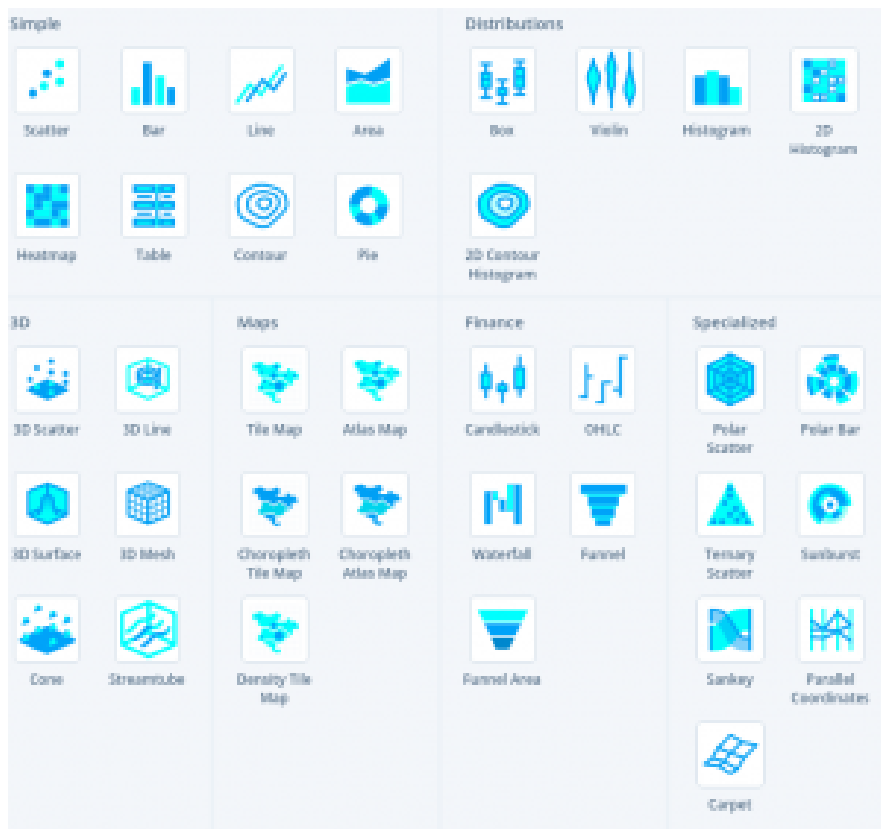 Simple
Scatter
Bar
Line
Area
Heatmap
Table
Contour
Pie
Distributions
Box
Violin
Histogram
2D
Histogram
2D Contour
Histogram
3D
3D Scatter
3D Line
3D Surface
3D Mesh
Cone
Streamtube
Maps
Tile Map
Atlas Map
Choropleth
Tile Map
Choropleth
Atlas Map
Density Tile
Map
Finance
Candlestick
OHLC
Waterfall
Funnel
Funnel Area
Specialized
Polar
Scatter
Polar Bar
Ternary
Scatter
Sunburst
Sankey
Parallel
Coordinates
Carpet